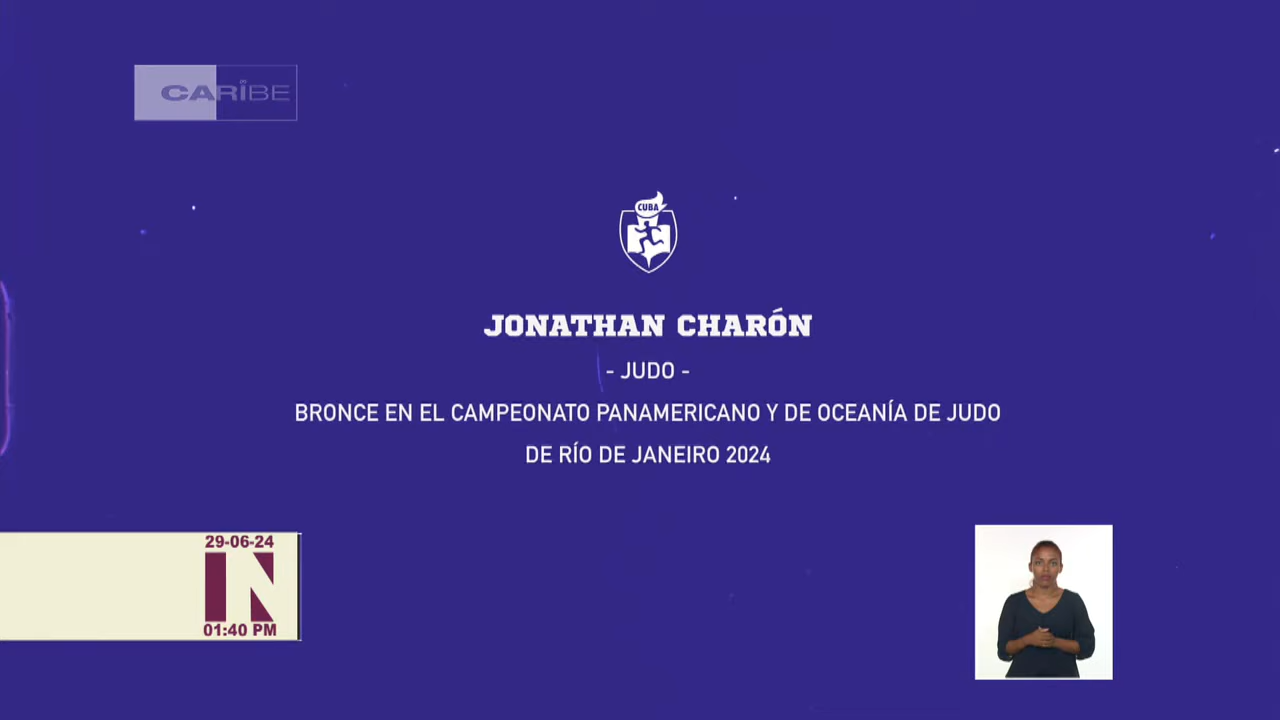 CARIBE
CUBA
JONATHAN CHARÓN
- JUDO -
BRONCE EN EL CAMPEONATO PANAMERICANO Y DE OCEANÍA DE JUDO
DE RÍO DE JANEIRO 2024
29-06-24
IN
01:40 PM